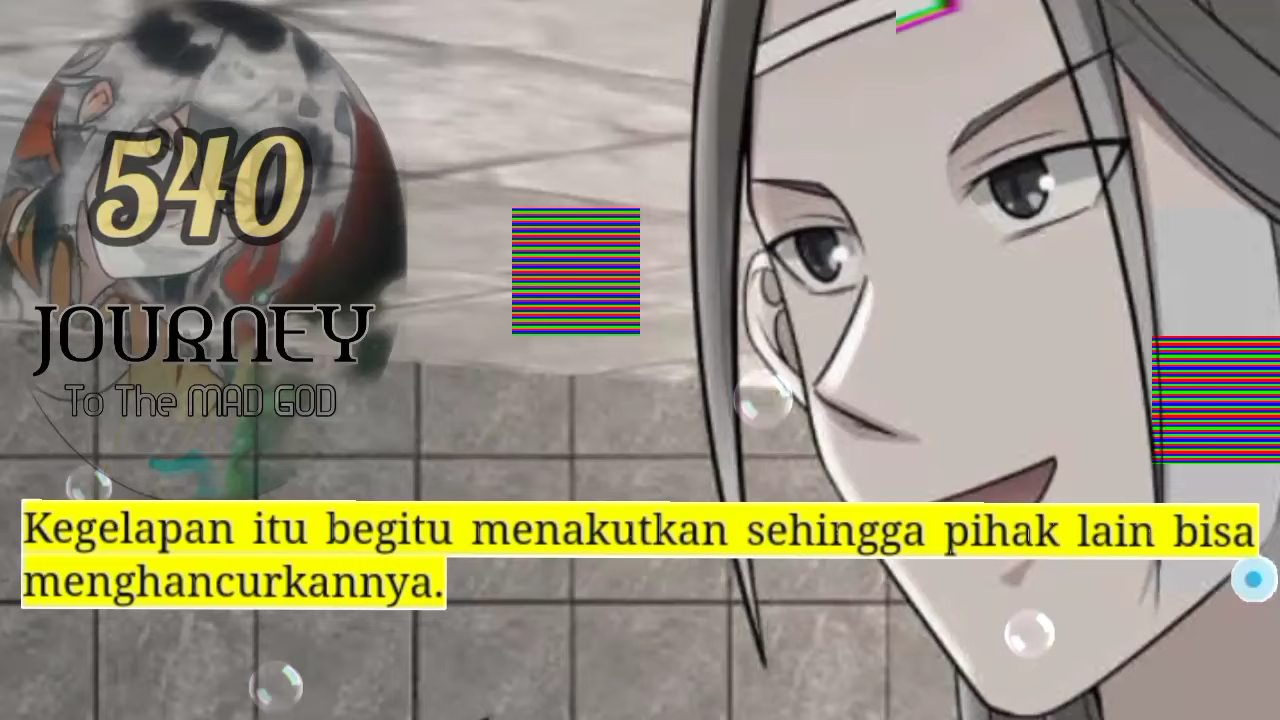 540
JOURNEY
To The MAD GOD
Kegelapan itu begitu menakutkan sehingga pihak lain bisa
menghancurkannya.